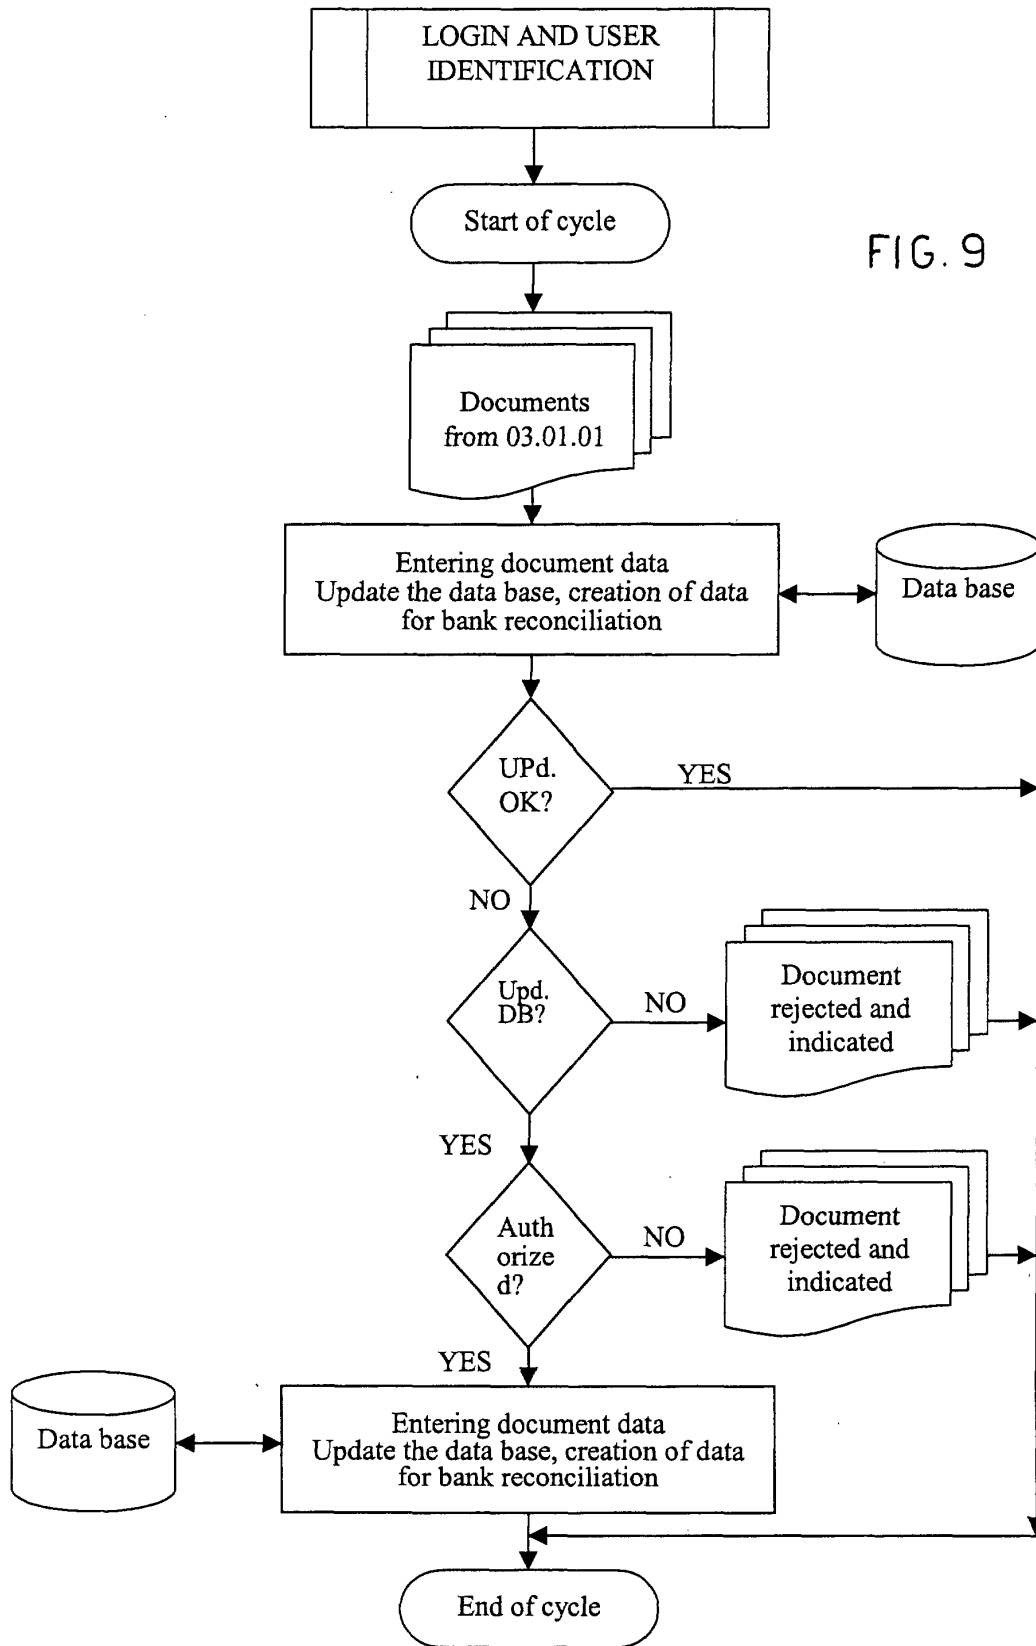 LOGIN AND USER
IDENTIFICATION
Start of cycle
FIG. 9
Documents
from 03.01.01
Entering document data
Update the data base, creation of data
for bank reconciliation
Data base
UPd.
OK?
YES
NO
Upd.
DB?
NO
Document
rejected and
indicated
YES
Auth
orize
d?
NO
Document
rejected and
indicated
YES
Data base
Entering document data
Update the data base, creation of data
for bank reconciliation
End of cycle